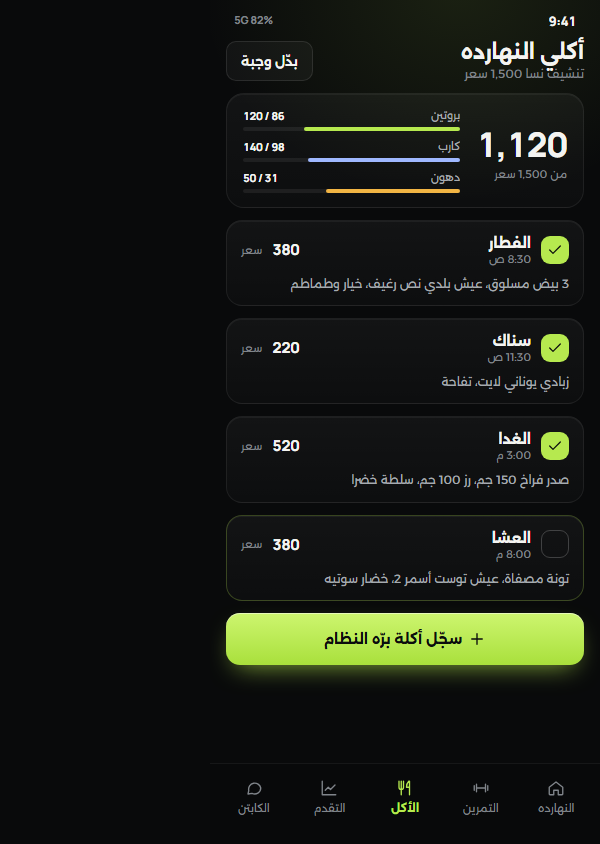 9:41
5G 82%
أكلي النهارده
تنشيف نسا 1,500 سعر
بدّل وجبة
1,120
من 1,500 سعر
بروتين
120 / 86
كارب
140 / 98
دهون
50 / 31
الفطار
8:30 ص
380 سعر
3 بيض مسلوق، عيش بلدي نص رغيف، خيار وطماطم
سناك
11:30 ص
220 سعر
زبادي يوناني لايت، تفاحة
الغدا
3:00 م
520 سعر
صدر فراخ 150 جم، رز 100 جم، سلطة خضرا
العشا
8:00 م
380 سعر
تونة مصفاة، عيش توست أسمر 2، خضار سوتيه
+ سجّل أكلة برّه النظام
النهارده
التمرين
الأكل
التقدم
الكابتن